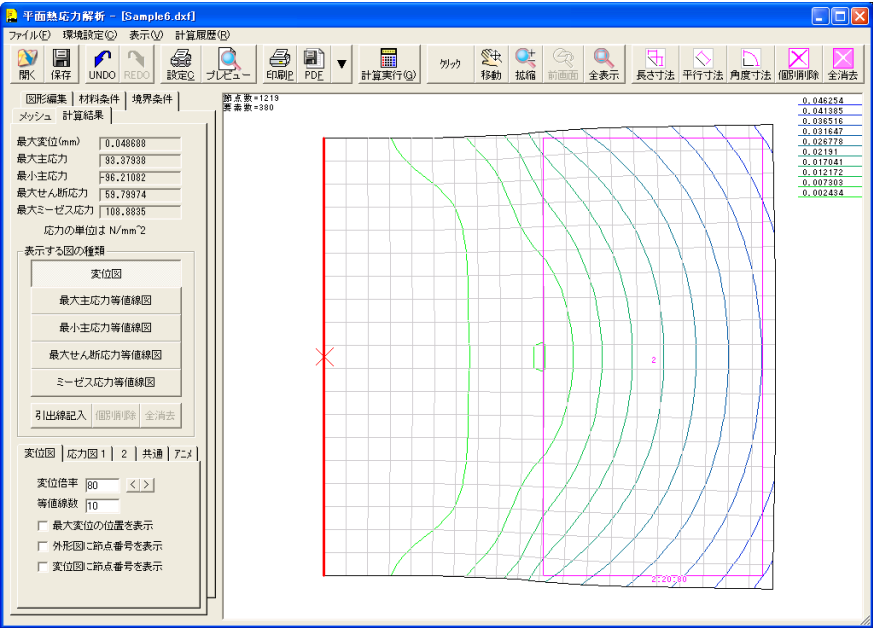 平面熱応力解析 - [Sample6.dxf]
ファイル(F) 環境設定(C) 表示(V) 計算履歴(R)
開く 保存 UNDO REDO 設定C プレビュー 印刷P PDF ▼ 計算実行(G) クリック 移動 拡縮 前画面 全表示 長さ寸法 平行寸法 角度寸法 個別削除 全消去
図形編集 材料条件 境界条件
メッシュ 計算結果
最大変位(mm) 0.048688
最大主応力 93.37938
最小主応力 -96.21082
最大せん断応力 59.79974
最大ミーゼス応力 108.8835
応力の単位は N/mm^2
表示する図の種類
変位図
最大主応力等値線図
最小主応力等値線図
最大せん断応力等値線図
ミーゼス応力等値線図
引出線記入 個別削除 全消去
変位図 応力図1 2 共通 アニメ
変位倍率 80 < >
等値線数 10
最大変位の位置を表示
外形図に節点番号を表示
変位図に節点番号を表示
節点数=1219
要素数=380
0.046254
0.041385
0.036516
0.031647
0.026778
0.02191
0.017041
0.012172
0.007303
0.002434
2
2:20:80